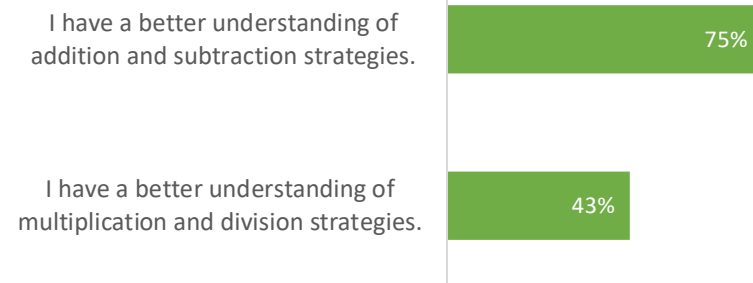 I have a better understanding of
addition and subtraction strategies.
75%
I have a better understanding of
multiplication and division strategies.
43%